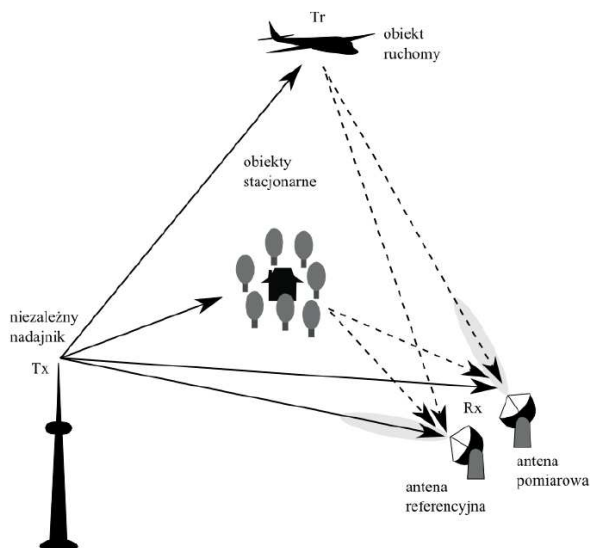 Tr
obiekt
ruchomy
obiekty
stacjonarne
niezależny
nadajnik
Tx
Rx
antena
pomiarowa
antena
referencyjna